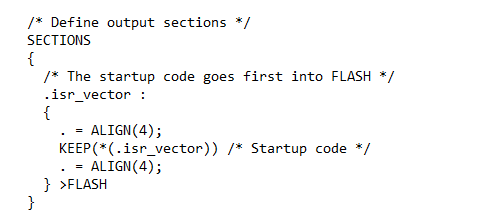 /* Define output sections */
SECTIONS
{
  /* The startup code goes first into FLASH */
  .isr_vector :
  {
    . = ALIGN(4);
    KEEP(*(.isr_vector)) /* Startup code */
    . = ALIGN(4);
  } >FLASH
}